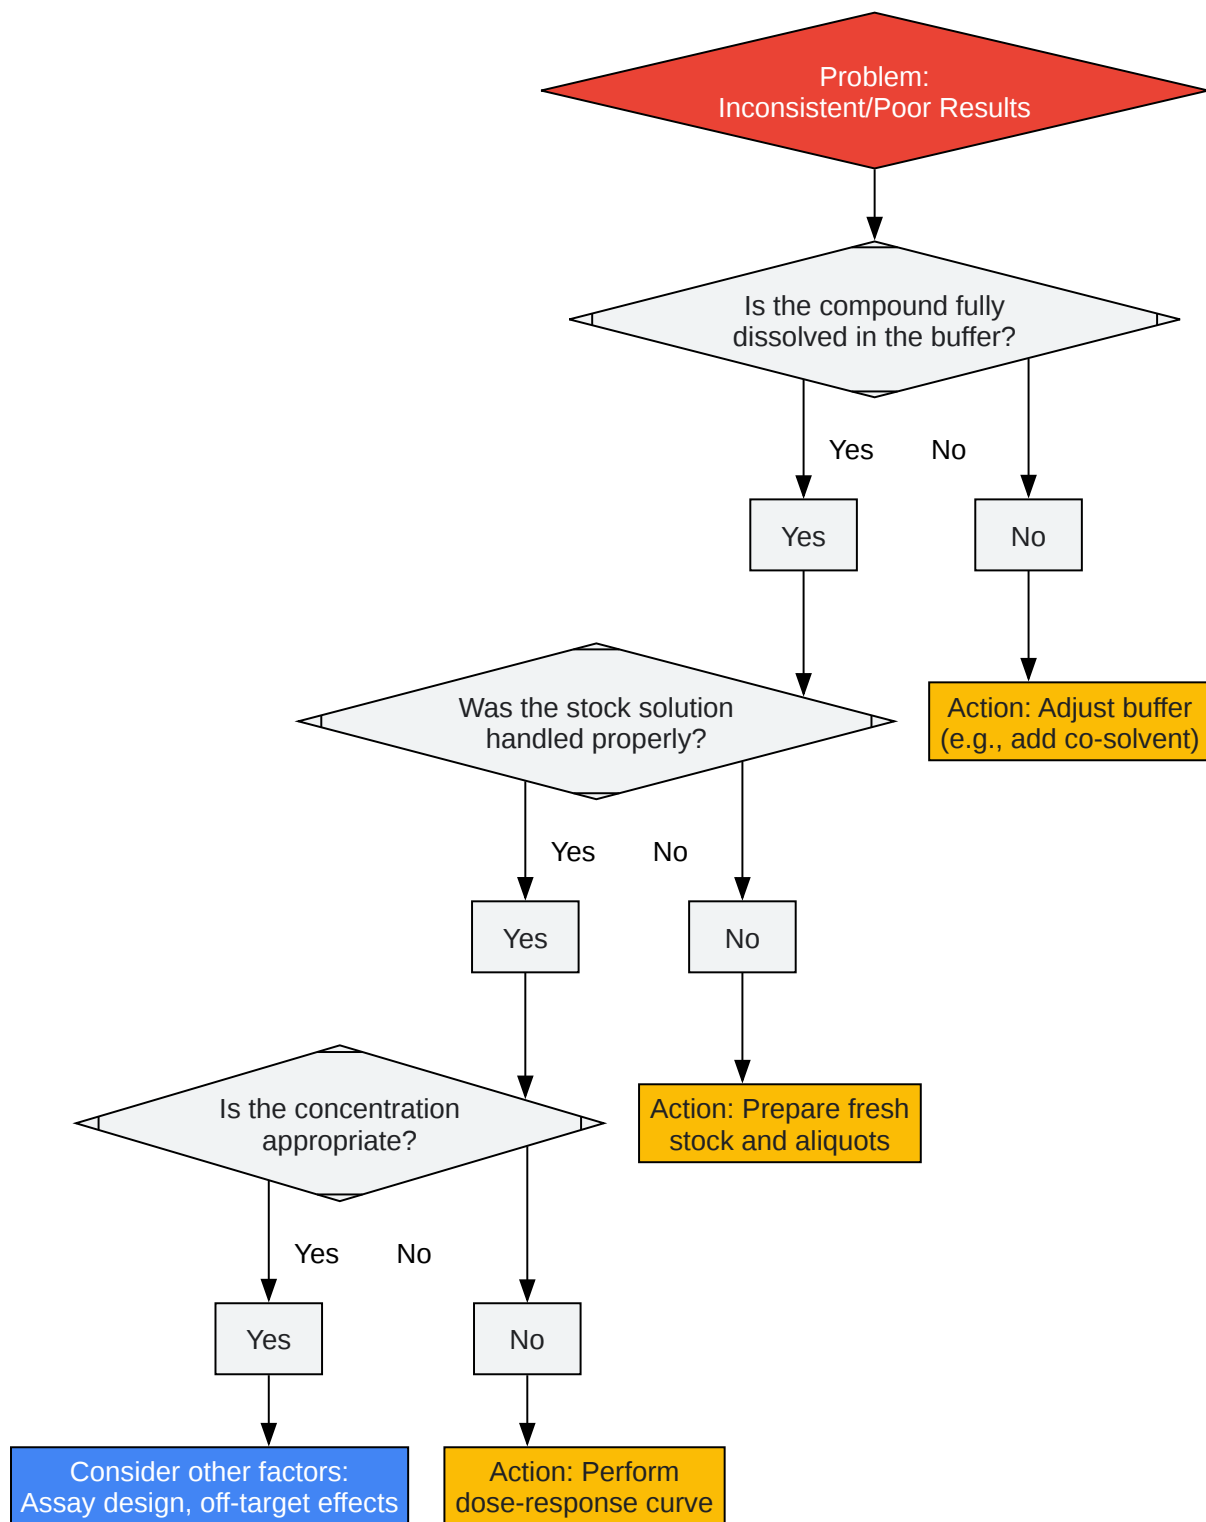 Problem:
Inconsistent/Poor Results
Is the compound fully
dissolved in the buffer?
Yes
No
Yes
No
Was the stock solution
handled properly?
Action: Adjust buffer
(e.g., add co-solvent)
Yes
No
Yes
No
Is the concentration
appropriate?
Action: Prepare fresh
stock and aliquots
Yes
No
Yes
No
Consider other factors:
Assay design, off-target effects
Action: Perform
dose-response curve